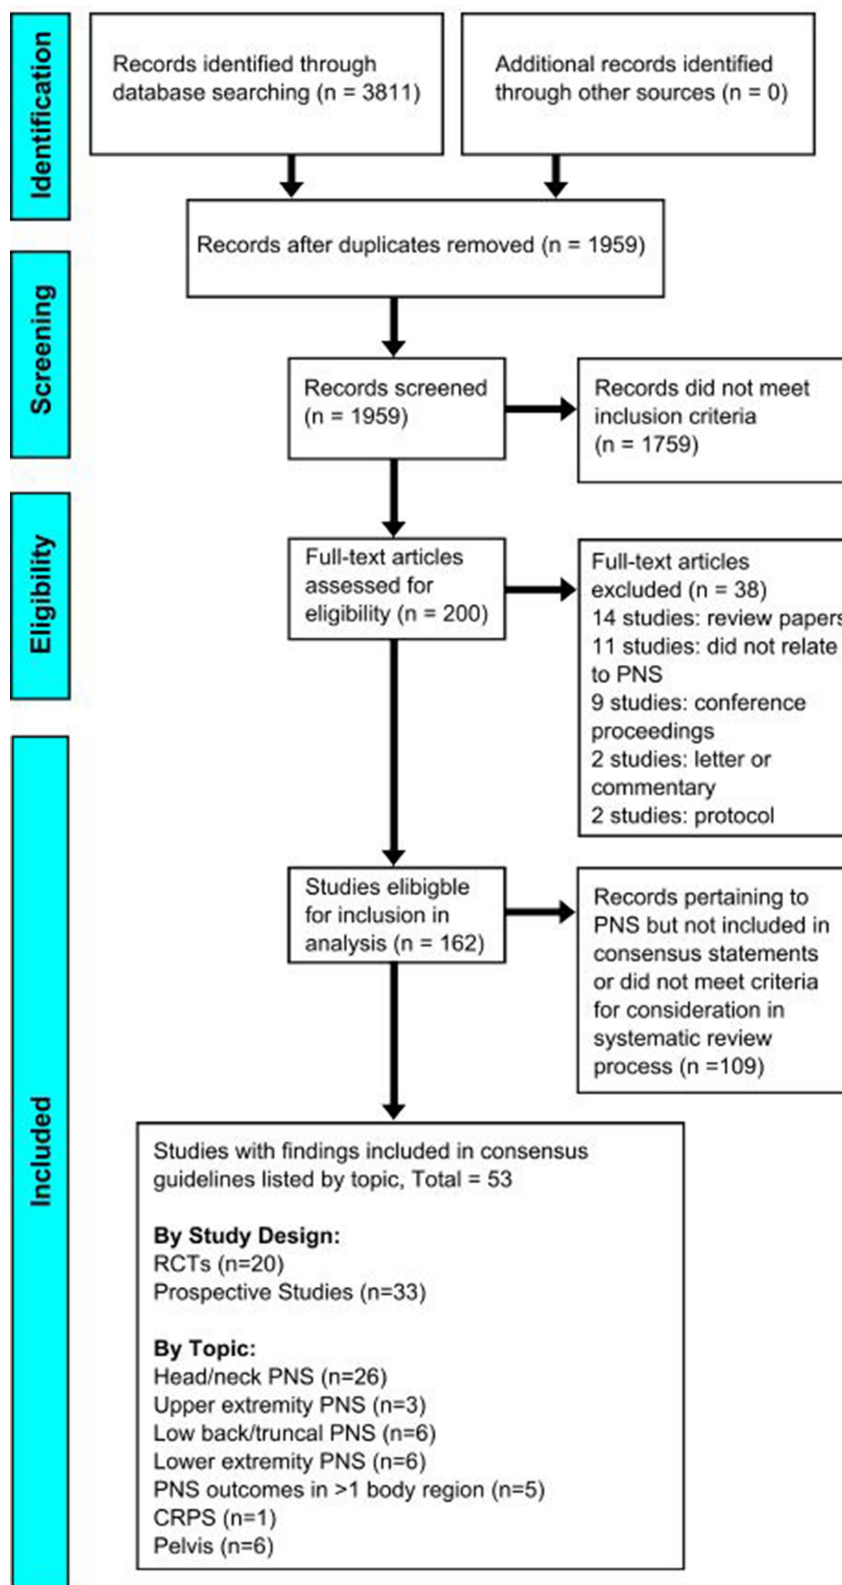 Identification
Records identified through
database searching (n = 3811)
Additional records identified
through other sources (n = 0)
Records after duplicates removed (n = 1959)
Screening
Records screened
(n = 1959)
Records did not meet
inclusion criteria
(n = 1759)
Eligibility
Full-text articles
assessed for
eligibility (n = 200)
Full-text articles
excluded (n = 38)
14 studies: review papers
11 studies: did not relate
to PNS
9 studies: conference
proceedings
2 studies: letter or
commentary
2 studies: protocol
Included
Studies elibigble
for inclusion in
analysis (n = 162)
Records pertaining to
PNS but not included in
consensus statements
or did not meet criteria
for consideration in
systematic review
process (n =109)
Studies with findings included in consensus
guidelines listed by topic, Total = 53
By Study Design:
RCTs (n=20)
Prospective Studies (n=33)
By Topic:
Head/neck PNS (n=26)
Upper extremity PNS (n=3)
Low back/truncal PNS (n=6)
Lower extremity PNS (n=6)
PNS outcomes in >1 body region (n=5)
CRPS (n=1)
Pelvis (n=6)